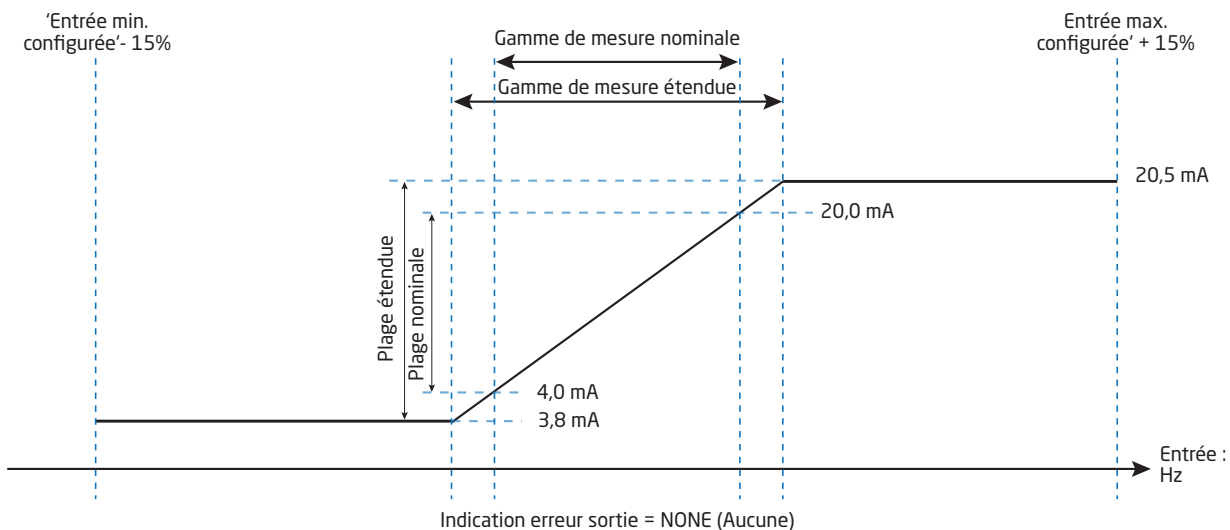 ‘Entrée min.
configurée‘- 15%
Gamme de mesure nominale
Entrée max.
configurée‘ + 15%
Gamme de mesure étendue
20,5 mA
20,0 mA
Plage étendue
Plage nominale
4,0 mA
3,8 mA
Entrée :
Hz
Indication erreur sortie = NONE (Aucune)